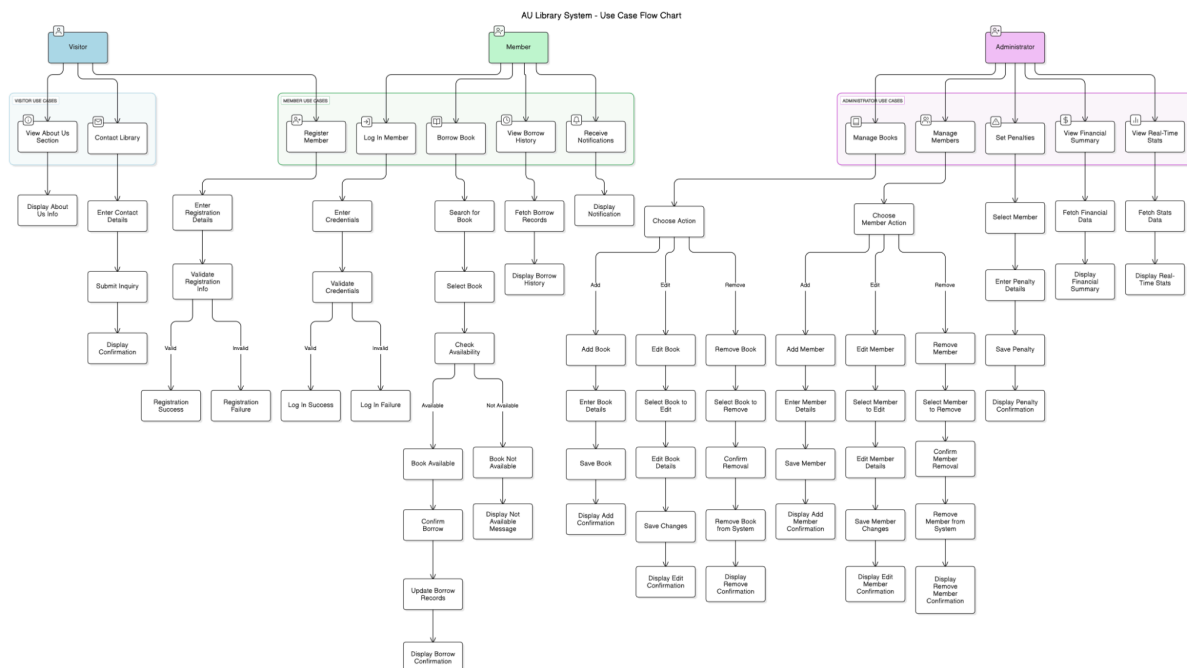 AU Library System - Use Case Flow Chart
Visitor
Member
Administrator
VISITOR USE CASES
MEMBER USE CASES
ADMINISTRATOR USE CASES
View About Us
Section
Contact Library
Register
Member
Log In Member
Borrow Book
View Borrow
History
Receive
Notifications
Manage Books
Manage
Members
Set Penalties
View Financial
Summary
View Real-Time
Stats
Display About
Us Info
Enter Contact
Details
Enter
Registration
Details
Enter
Credentials
Search for
Book
Fetch Borrow
Records
Display
Notification
Choose Action
Choose
Member Action
Select Member
Fetch Financial
Data
Fetch Stats
Data
Submit Inquiry
Validate
Registration
Info
Validate
Credentials
Select Book
Display Borrow
History
Add
Edit
Remove
Add
Edit
Remove
Enter Penalty
Details
Display
Financial
Summary
Display Real-
Time Stats
Display
Confirmation
Valid
Invalid
Valid
Invalid
Check
Availability
Add Book
Edit Book
Remove Book
Add Member
Edit Member
Remove
Member
Save Penalty
Registration
Success
Registration
Failure
Log In Success
Log In Failure
Available
Not Available
Enter Book
Details
Select Book to
Edit
Select Book to
Remove
Enter Member
Details
Select Member
to Edit
Select Member
to Remove
Display Penalty
Confirmation
Book Available
Book Not
Available
Save Book
Edit Book
Details
Confirm
Removal
Save Member
Edit Member
Details
Confirm
Member
Removal
Confirm
Borrow
Display Not
Available
Message
Display Add
Confirmation
Save Changes
Remove Book
from System
Display Add
Member
Confirmation
Save Member
Changes
Remove
Member from
System
Update Borrow
Records
Display Edit
Confirmation
Display
Remove
Confirmation
Display Edit
Member
Confirmation
Display
Remove
Member
Confirmation
Display Borrow
Confirmation